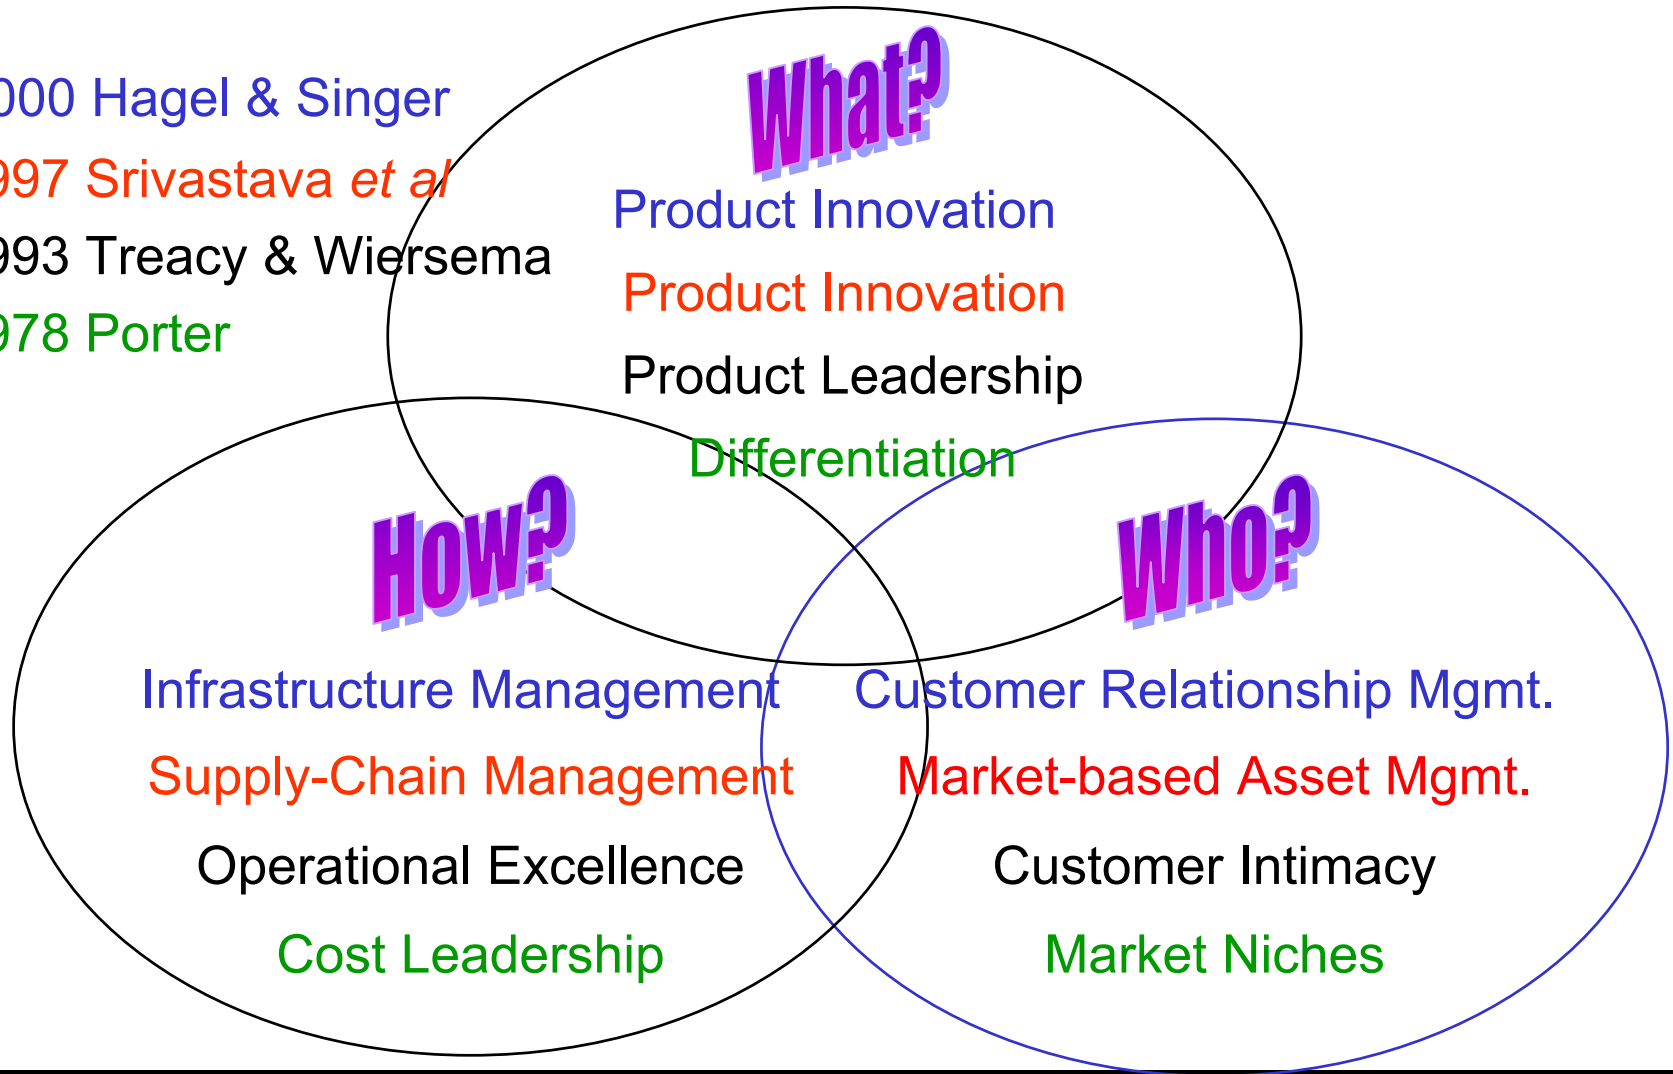 000 Hagel & Singer
997 Srivastava et al
993 Treacy & Wiersema
978 Porter
What?
Product Innovation
Product Innovation
Product Leadership
Differentiation
How?
Infrastructure Management
Supply-Chain Management
Operational Excellence
Cost Leadership
Who?
Customer Relationship Mgmt.
Market-based Asset Mgmt.
Customer Intimacy
Market Niches